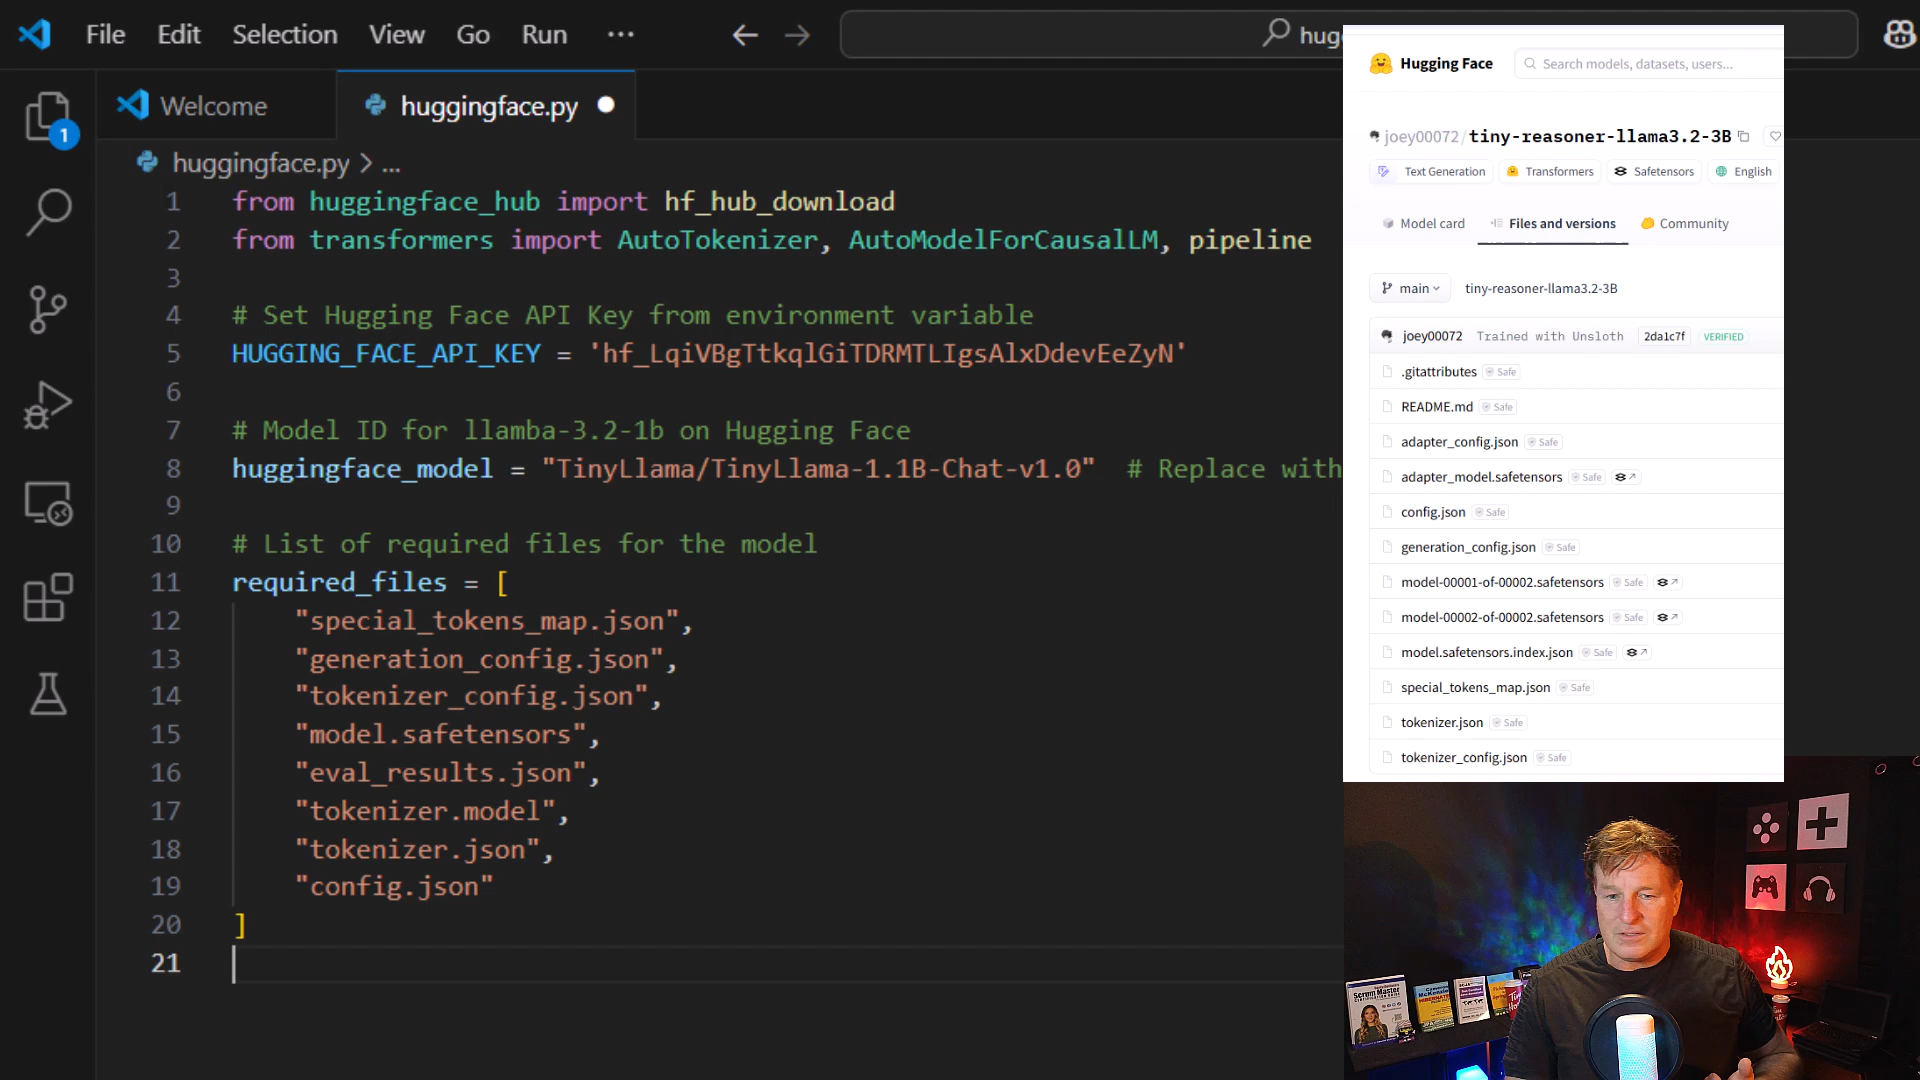 File Edit Selection View Go Run ···
hug
Welcome
huggingface.py
1
huggingface.py > ...
1 from huggingface_hub import hf_hub_download
2 from transformers import AutoTokenizer, AutoModelForCausalLM, pipeline
3
4 # Set Hugging Face API Key from environment variable
5 HUGGING_FACE_API_KEY = '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'
6
7 # Model ID for llamba-3.2-1b on Hugging Face
8 huggingface_model = "TinyLlama/TinyLlama-1.1B-Chat-v1.0" # Replace with
9
10 # List of required files for the model
11 required_files = [
12 "special_tokens_map.json",
13 "generation_config.json",
14 "tokenizer_config.json",
15 "model.safetensors",
16 "eval_results.json",
17 "tokenizer.model",
18 "tokenizer.json",
19 "config.json"
20 ]
21
Hugging Face
Search models, datasets, users...
joey00072/tiny-reasoner-llama3.2-3B
Text Generation Transformers Safetensors English
Model card Files and versions Community
main tiny-reasoner-llama3.2-3B
joey00072 Trained with Unsloth 2da1c7f VERIFIED
.gitattributes Safe
README.md Safe
adapter_config.json Safe
adapter_model.safetensors Safe
config.json Safe
generation_config.json Safe
model-00001-of-00002.safetensors Safe
model-00002-of-00002.safetensors Safe
model.safetensors.index.json Safe
special_tokens_map.json Safe
tokenizer.json Safe
tokenizer_config.json Safe
Scrum Master